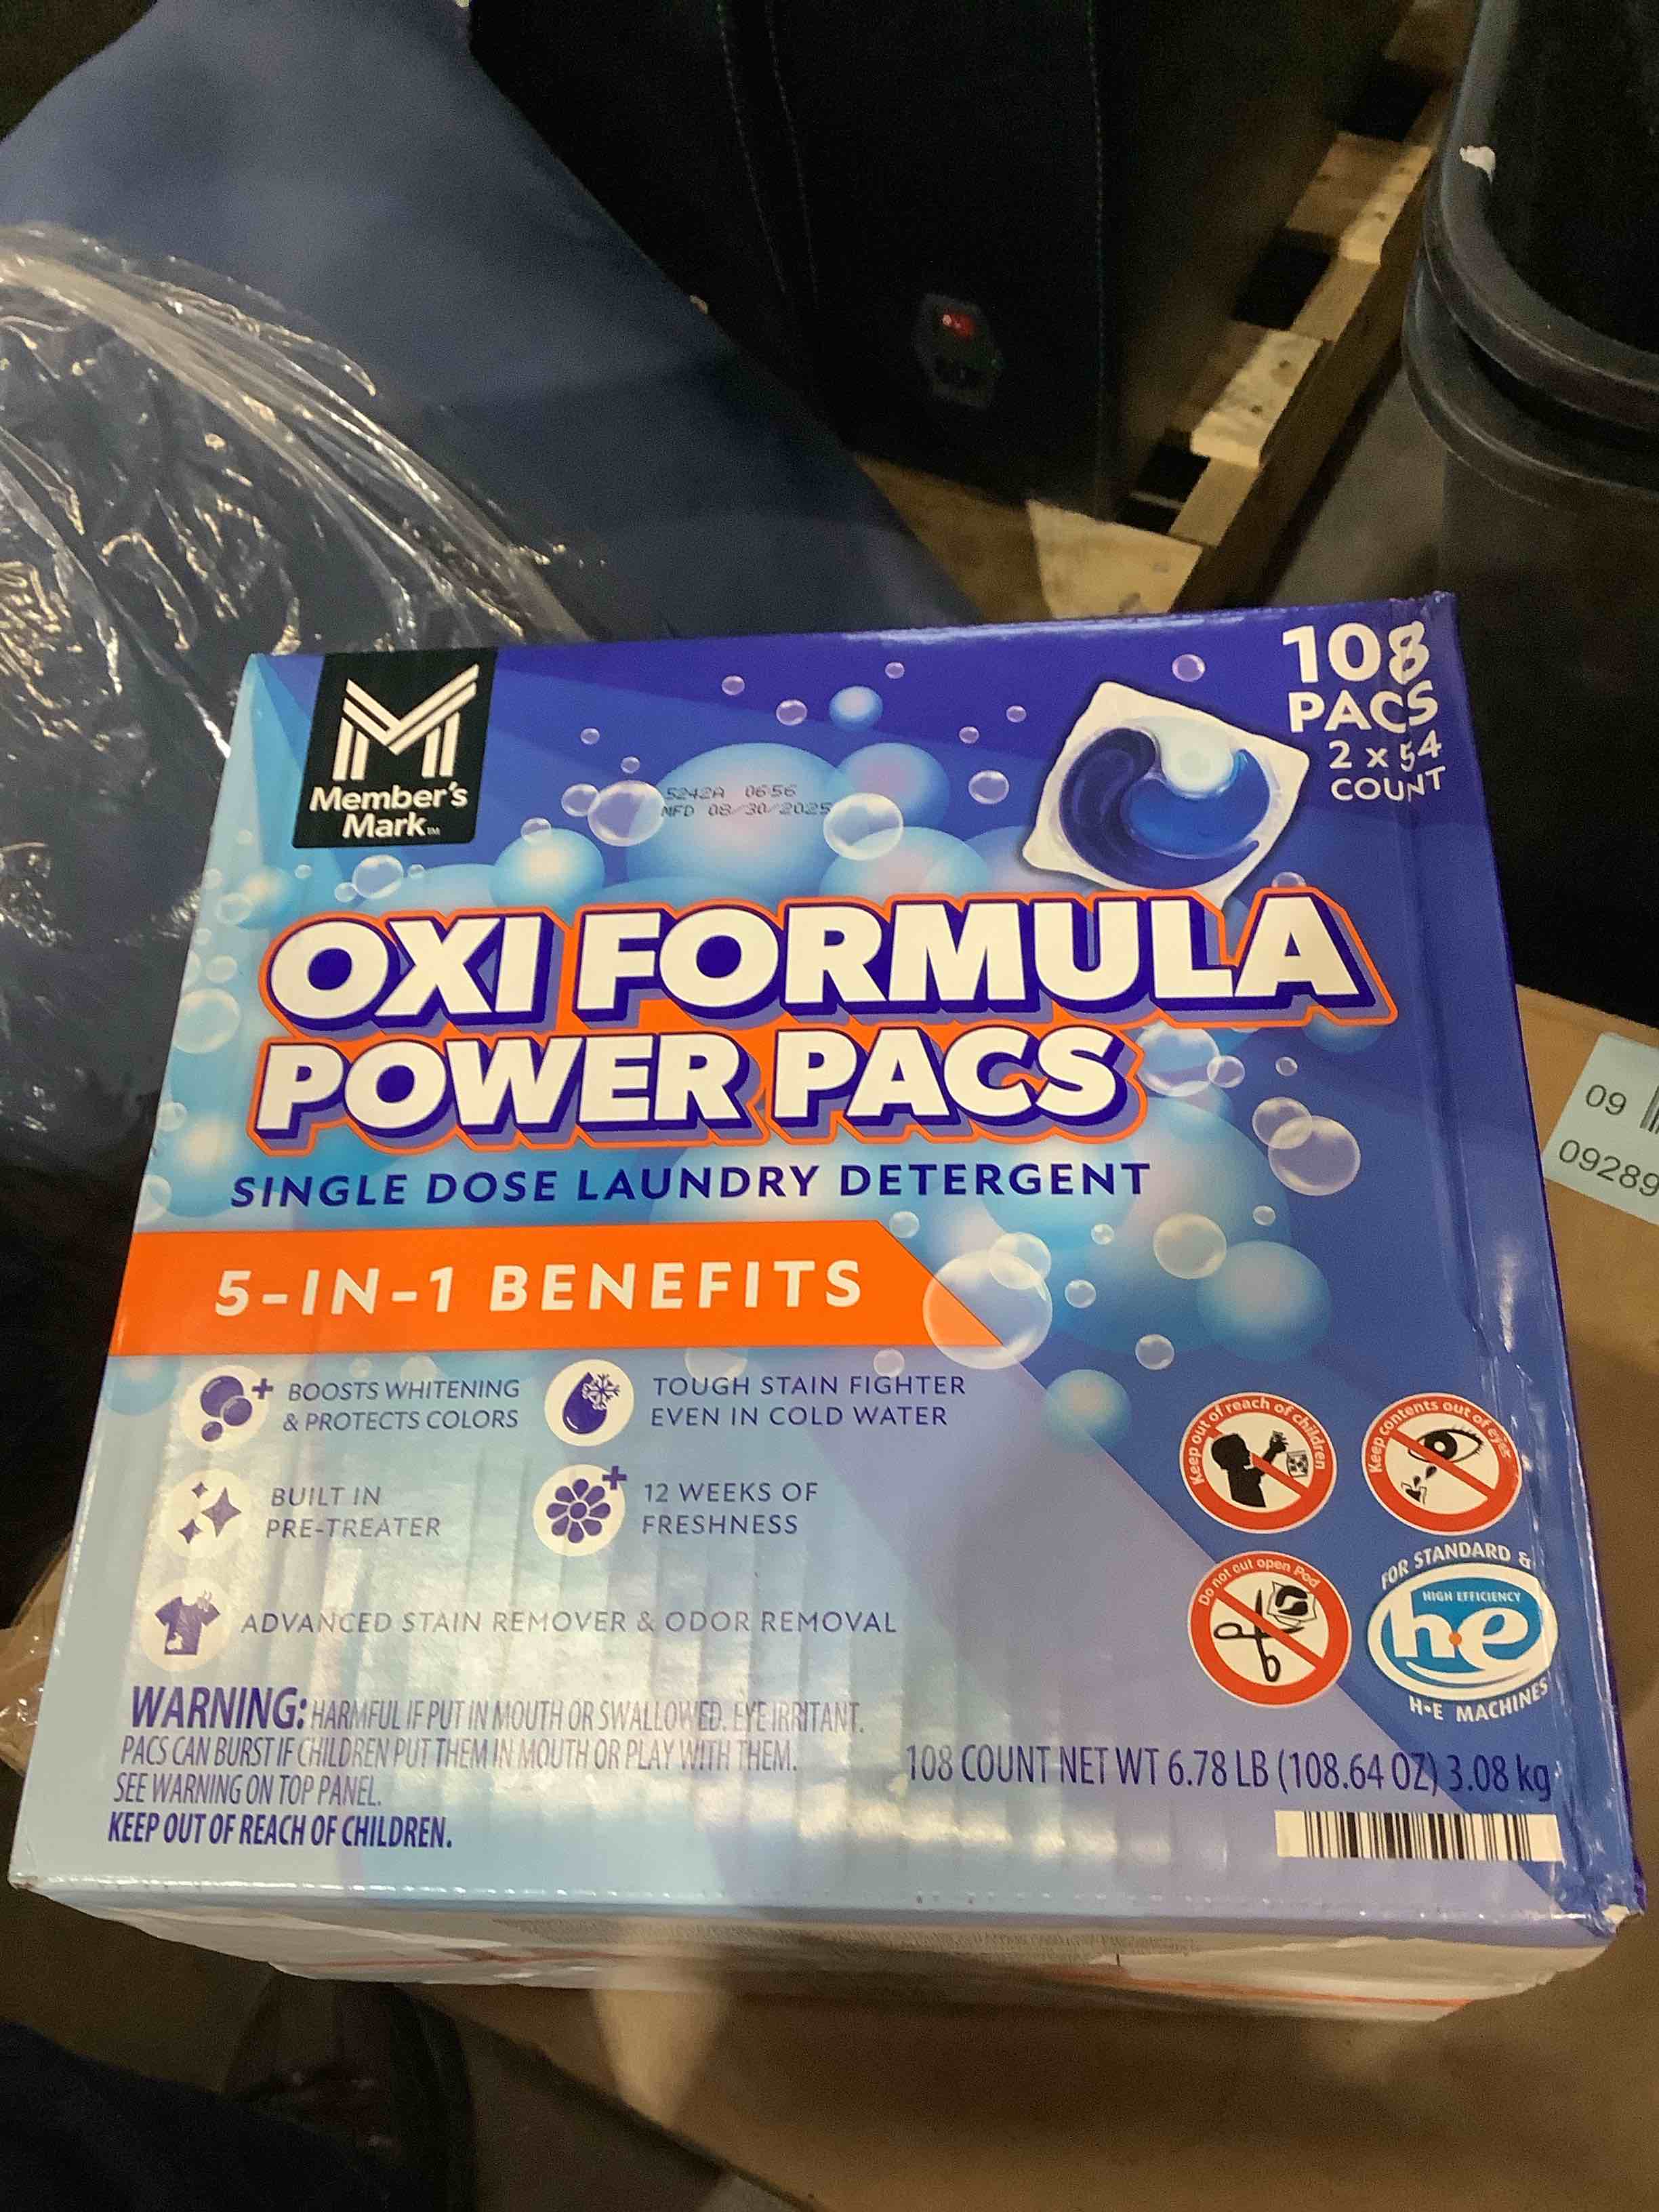 108
PACS
2 x 54
COUNT
Member's
Mark™
5242A 06:56
MFD 08/30/2025
OXI FORMULA
POWER PACS
SINGLE DOSE LAUNDRY DETERGENT
5-IN-1 BENEFITS
BOOSTS WHITENING
& PROTECTS COLORS
TOUGH STAIN FIGHTER
EVEN IN COLD WATER
BUILT IN
PRE-TREATER
12 WEEKS OF
FRESHNESS
ADVANCED STAIN REMOVER & ODOR REMOVAL
Keep out of reach of children
Keep contents out of eyes
Do not cut open Pod
FOR STANDARD &
HIGH EFFICIENCY
he
H•E MACHINES
WARNING: HARMFUL IF PUT IN MOUTH OR SWALLOWED. EYE IRRITANT.
PACS CAN BURST IF CHILDREN PUT THEM IN MOUTH OR PLAY WITH THEM.
SEE WARNING ON TOP PANEL.
KEEP OUT OF REACH OF CHILDREN.
108 COUNT NET WT 6.78 LB (108.64 OZ) 3.08 kg
09
09289